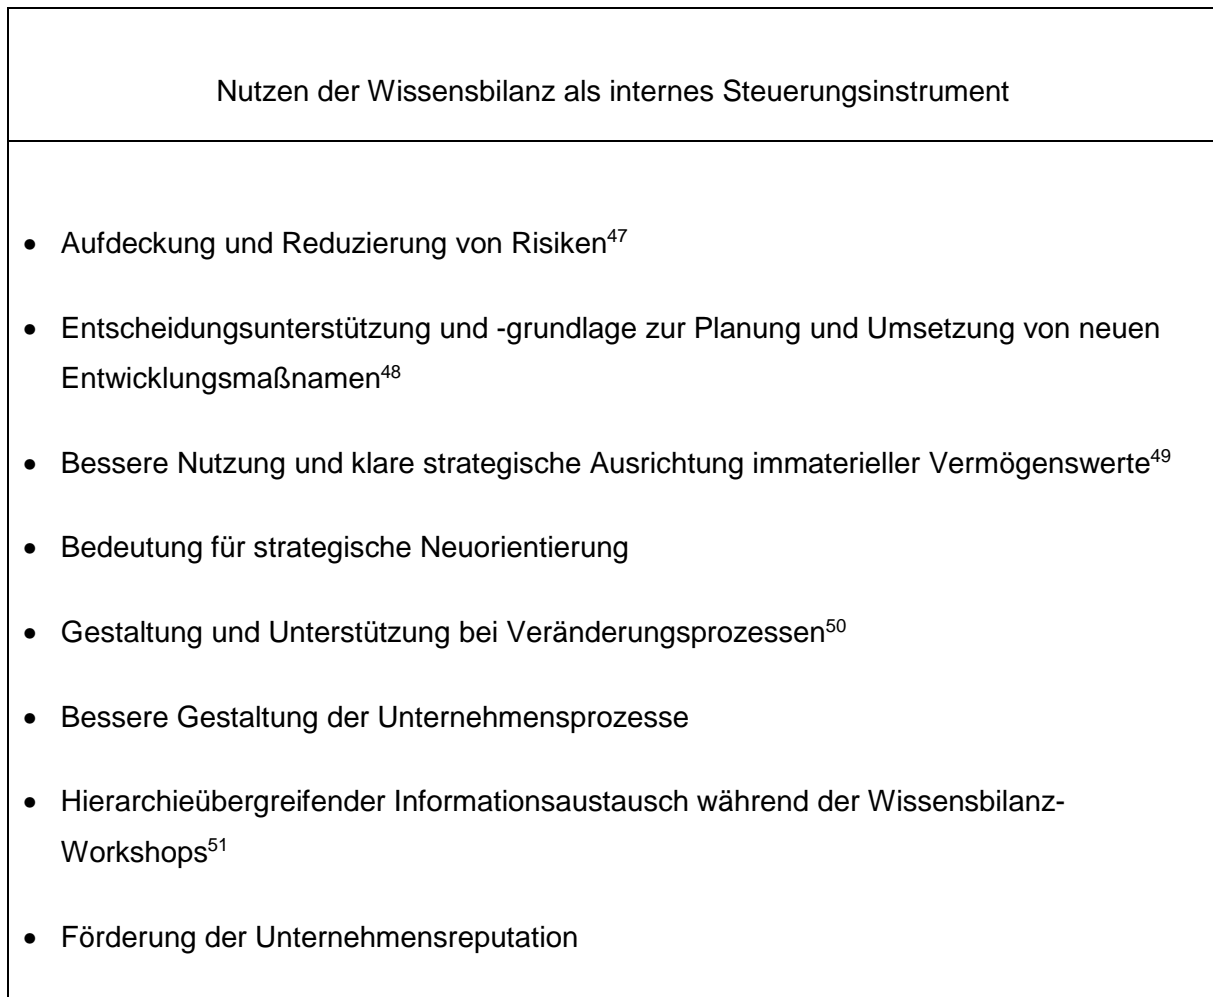 Nutzen der Wissensbilanz als internes Steuerungsinstrument
• Aufdeckung und Reduzierung von Risiken⁴⁷
• Entscheidungsunterstützung und -grundlage zur Planung und Umsetzung von neuen
Entwicklungsmaßnamen⁴⁸
• Bessere Nutzung und klare strategische Ausrichtung immaterieller Vermögenswerte⁴⁹
• Bedeutung für strategische Neuorientierung
• Gestaltung und Unterstützung bei Veränderungsprozessen⁵⁰
• Bessere Gestaltung der Unternehmensprozesse
• Hierarchieübergreifender Informationsaustausch während der Wissensbilanz-
Workshops⁵¹
• Förderung der Unternehmensreputation